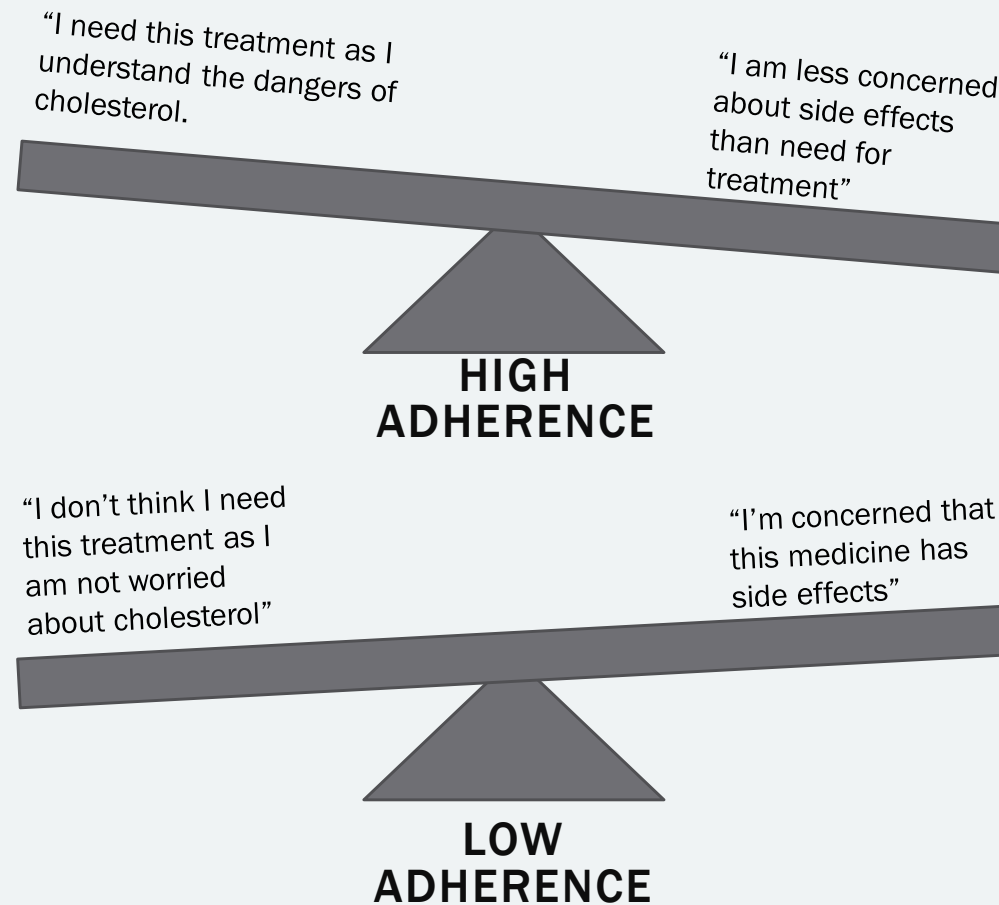 “I need this treatment as I
understand the dangers of
cholesterol.
“I am less concerned
about side effects
than need for
treatment”
HIGH
ADHERENCE
“I don’t think I need
this treatment as I
am not worried
about cholesterol”
“I’m concerned that
this medicine has
side effects”
LOW
ADHERENCE